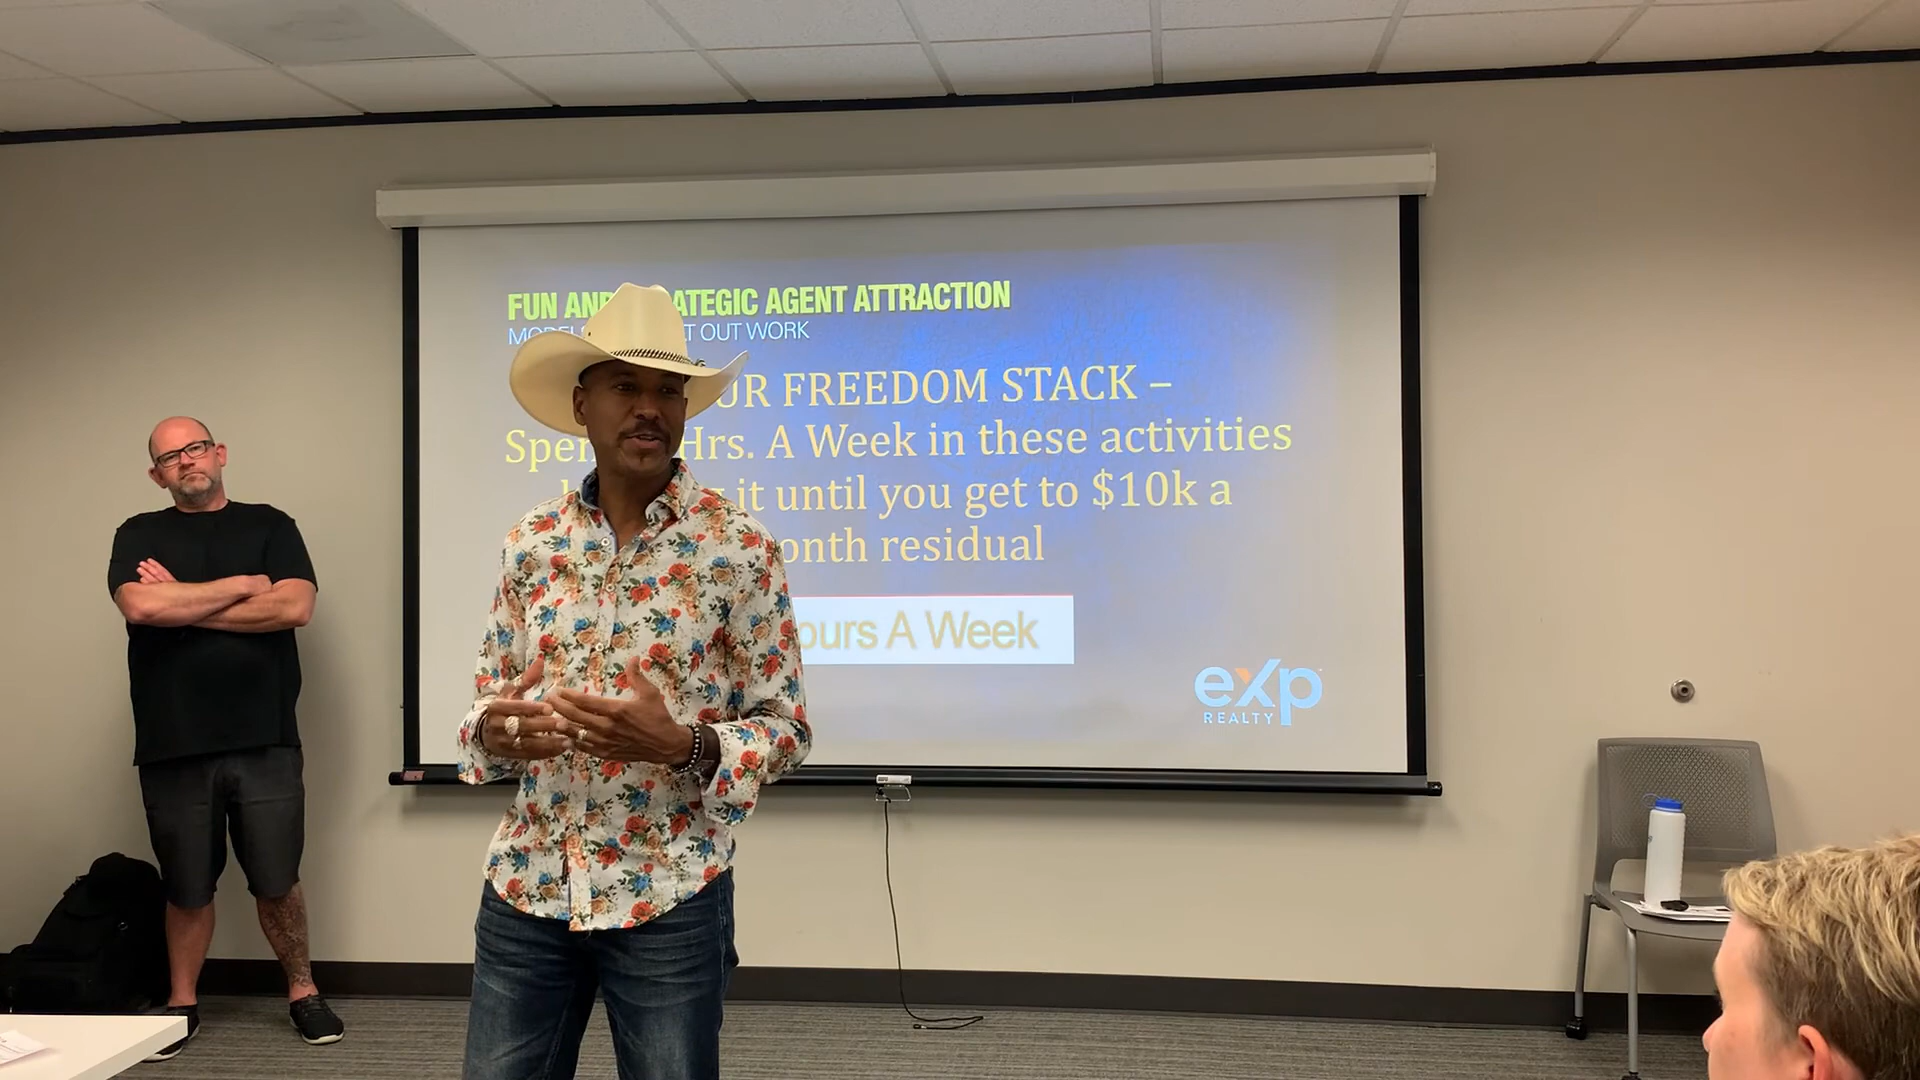 FUN AND STRATEGIC AGENT ATTRACTION
T OUT WORK
UR FREEDOM STACK –
Spen Hrs. A Week in these activities
it until you get to $10k a
onth residual
ours A Week
eXp
REALTY